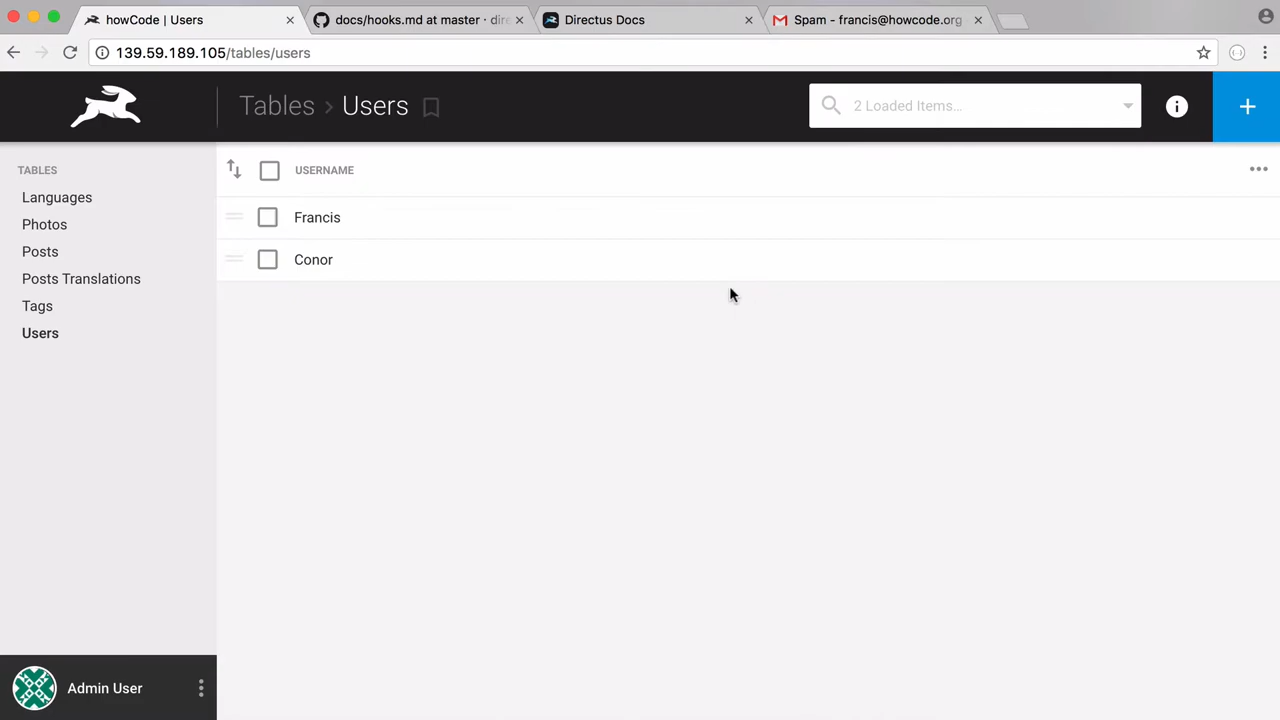 howCode | Users
docs/hooks.md at master · dire
Directus Docs
Spam - francis@howcode.org
139.59.189.105/tables/users
Tables › Users
2 Loaded Items...
TABLES
Languages
Photos
Posts
Posts Translations
Tags
Users
USERNAME
Francis
Conor
Admin User